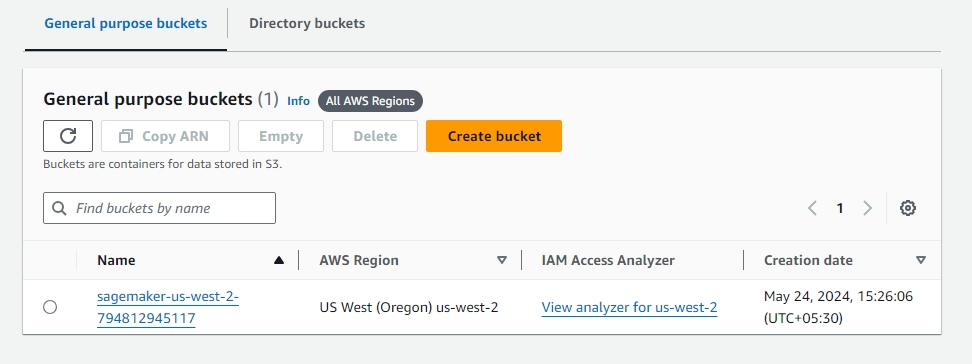 General purpose buckets
Directory buckets
General purpose buckets (1) Info All AWS Regions
Copy ARN Empty Delete Create bucket
Buckets are containers for data stored in S3.
Find buckets by name
1
Name AWS Region IAM Access Analyzer Creation date
sagemaker-us-west-2-
794812945117
US West (Oregon) us-west-2
View analyzer for us-west-2
May 24, 2024, 15:26:06
(UTC+05:30)